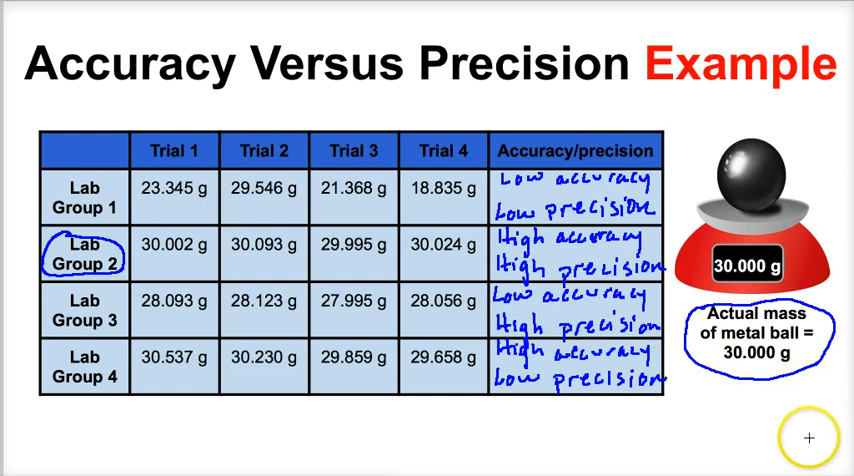 Accuracy Versus Precision Example
Trial 1 Trial 2 Trial 3 Trial 4 Accuracy/precision
Lab Group 1 23.345 g 29.546 g 21.368 g 18.835 g Low accuracy
Low precision
Lab Group 2 30.002 g 30.093 g 29.995 g 30.024 g High accuracy
High precision
Lab Group 3 28.093 g 28.123 g 27.995 g 28.056 g Low accuracy
High precision
Lab Group 4 30.537 g 30.230 g 29.859 g 29.658 g High accuracy
Low precision
30.000 g
Actual mass
of metal ball =
30.000 g